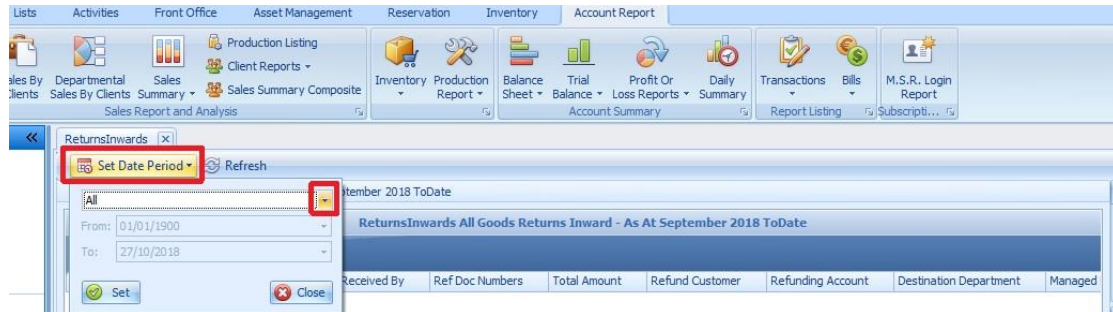 Lists Activities Front Office Asset Management Reservation Inventory Account Report
Production Listing
Client Reports
Sales Summary Composite
ales By Clients
Departmental Sales By Clients
Sales Summary
Inventory
Production Report
Balance Sheet
Trial Balance
Profit Or Loss Reports
Daily Summary
Transactions
Bills
M.S.R. Login Report
Sales Report and Analysis
Account Summary
Report Listing
Subscripti...
ReturnsInwards
Set Date Period Refresh
All
tember 2018 ToDate
From: 01/01/1900
ReturnsInwards All Goods Returns Inward - As At September 2018 ToDate
To: 27/10/2018
Set Close
Received By Ref Doc Numbers Total Amount Refund Customer Refunding Account Destination Department Managed